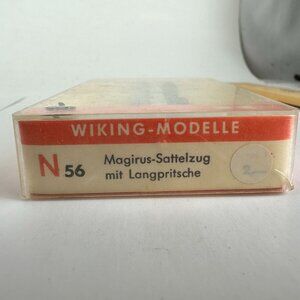 WIKING-MODELLE
N 56 Magirus-Sattelzug
mit Langpritsche